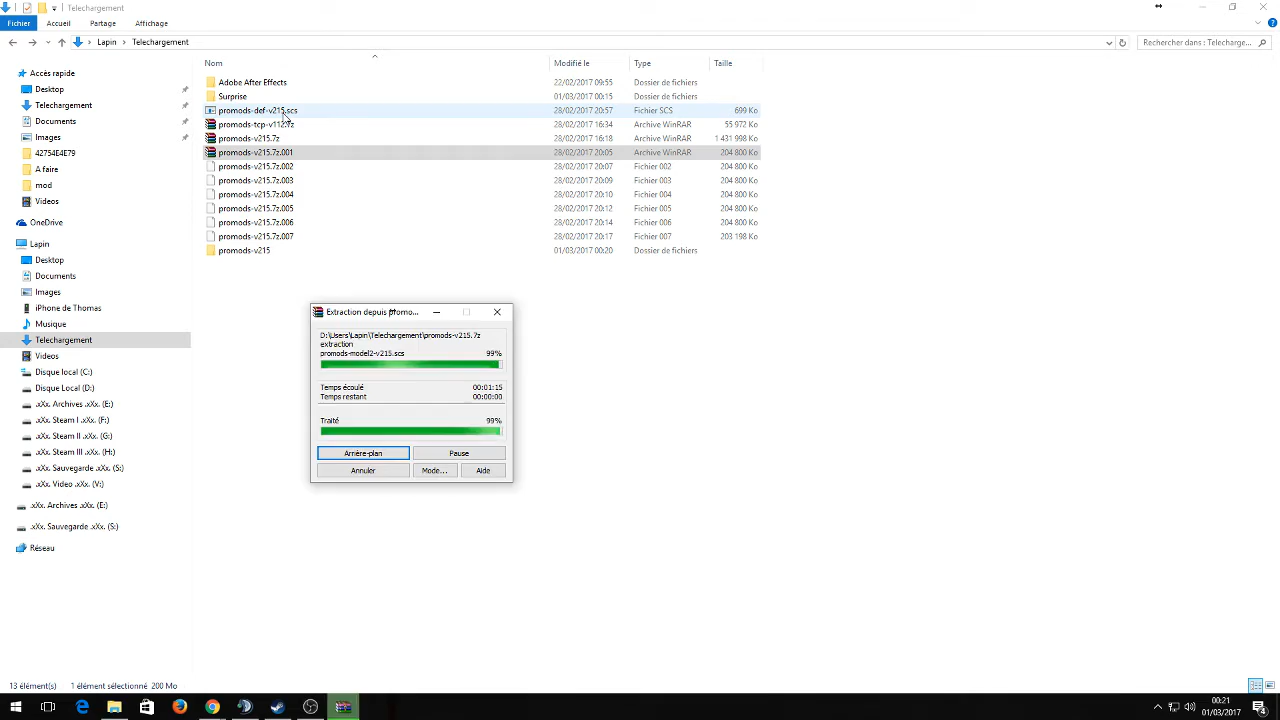 Telechargement
Fichier
Accueil
Partage
Affichage
Lapin > Telechargement
Rechercher dans : Telecharge...
Nom
Modifié le
Type
Taille
Accès rapide
Desktop
Telechargement
Documents
Images
42754E4E79
A faire
mod
Videos
OneDrive
Lapin
Desktop
Documents
Images
iPhone de Thomas
Musique
Telechargement
Videos
Disque local (C:)
Disque Local (D:)
.xXx. Archives .xXx. (E:)
.xXx. Steam I .xXx. (F:)
.xXx. Steam II .xXx. (G:)
.xXx. Steam III .xXx. (H:)
.xXx. Sauvegarde .xXx. (S:)
.xXx. Video .xXx. (V:)
.xXx. Archives .xXx. (E:)
.xXx. Sauvegarde .xXx. (S:)
Réseau
Adobe After Effects 22/02/2017 09:55 Dossier de fichiers
Surprise 01/03/2017 00:15 Dossier de fichiers
promods-def-v215.scs 28/02/2017 20:57 Fichier SCS 699 Ko
promods-tcp-v112.7z 28/02/2017 16:34 Archive WinRAR 55 972 Ko
promods-v215.7z 28/02/2017 16:18 Archive WinRAR 1 431 998 Ko
promods-v215.7z.001 28/02/2017 20:05 Archive WinRAR 204 800 Ko
promods-v215.7z.002 28/02/2017 20:07 Fichier 002 204 800 Ko
promods-v215.7z.003 28/02/2017 20:09 Fichier 003 204 800 Ko
promods-v215.7z.004 28/02/2017 20:10 Fichier 004 204 800 Ko
promods-v215.7z.005 28/02/2017 20:12 Fichier 005 204 800 Ko
promods-v215.7z.006 28/02/2017 20:14 Fichier 006 204 800 Ko
promods-v215.7z.007 28/02/2017 20:17 Fichier 007 203 198 Ko
promods-v215 01/03/2017 00:20 Dossier de fichiers
Extraction depuis promo...
D:\Users\Lapin\Telechargement\promods-v215.7z
extraction
promods-model2-v215.scs 99%
Temps écoulé 00:01:15
Temps restant 00:00:00
Traité 99%
Arrière-plan
Pause
Annuler
Mode...
Aide
13 élément(s)
1 élément sélectionné 200 Mo
00:21
01/03/2017
4